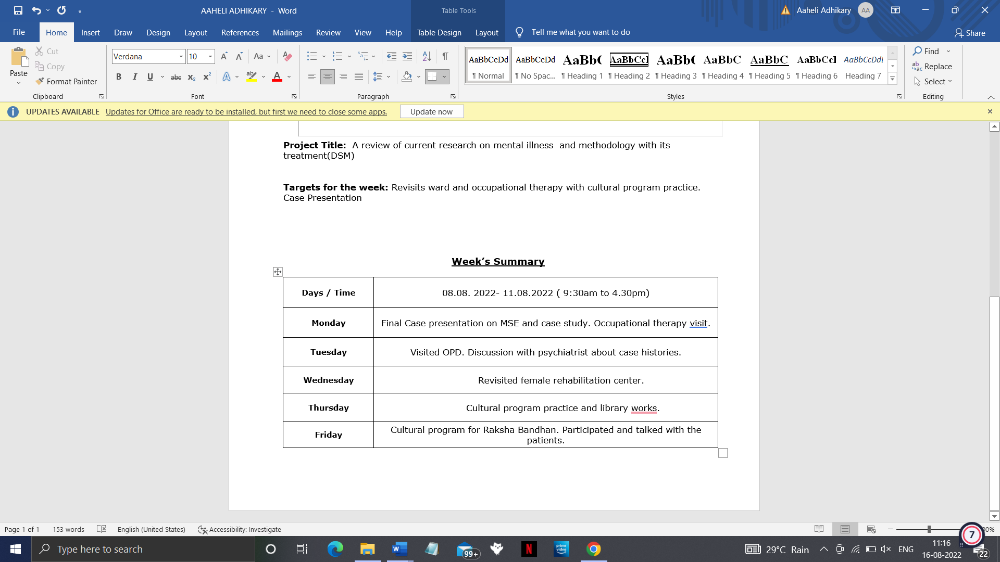 AAHELI ADHIKARY - Word
Table Tools
Aaheli Adhikary
AA
File
Home
Insert
Draw
Design
Layout
References
Mailings
Review
View
Help
Table Design
Layout
Tell me what you want to do
Share
Paste
Cut
Copy
Format Painter
Clipboard
Verdana
10
Font
Paragraph
AaBbCcDd
¶ Normal
AaBbCcDd
¶ No Spac...
AaBb(
¶ Heading 1
AaBbCcI
¶ Heading 2
AaBb(
¶ Heading 3
AaBbC
¶ Heading 4
AaBbC
¶ Heading 5
AaBbCcI
¶ Heading 6
AaBbCcDdI
Heading 7
Styles
Find
Replace
Select
Editing
UPDATES AVAILABLE Updates for Office are ready to be installed, but first we need to close some apps.
Update now
Project Title: A review of current research on mental illness and methodology with its
treatment(DSM)
Targets for the week: Revisits ward and occupational therapy with cultural program practice.
Case Presentation
Week’s Summary
Days / Time
08.08. 2022- 11.08.2022 ( 9:30am to 4.30pm)
Monday
Final Case presentation on MSE and case study. Occupational therapy visit.
Tuesday
Visited OPD. Discussion with psychiatrist about case histories.
Wednesday
Revisited female rehabilitation center.
Thursday
Cultural program practice and library works.
Friday
Cultural program for Raksha Bandhan. Participated and talked with the
patients.
Page 1 of 1
153 words
English (United States)
Accessibility: Investigate
7
Type here to search
99+
29°C Rain
ENG
11:16
16-08-2022
22